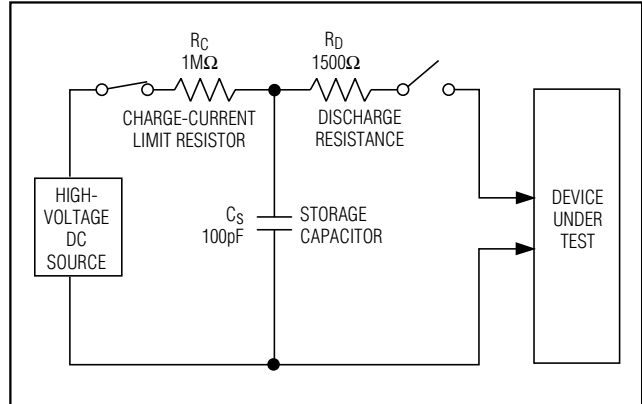 R_C
1MΩ
CHARGE-CURRENT
LIMIT RESISTOR
R_D
1500Ω
DISCHARGE
RESISTANCE
HIGH-
VOLTAGE
DC
SOURCE
C_S
100pF
STORAGE
CAPACITOR
DEVICE
UNDER
TEST